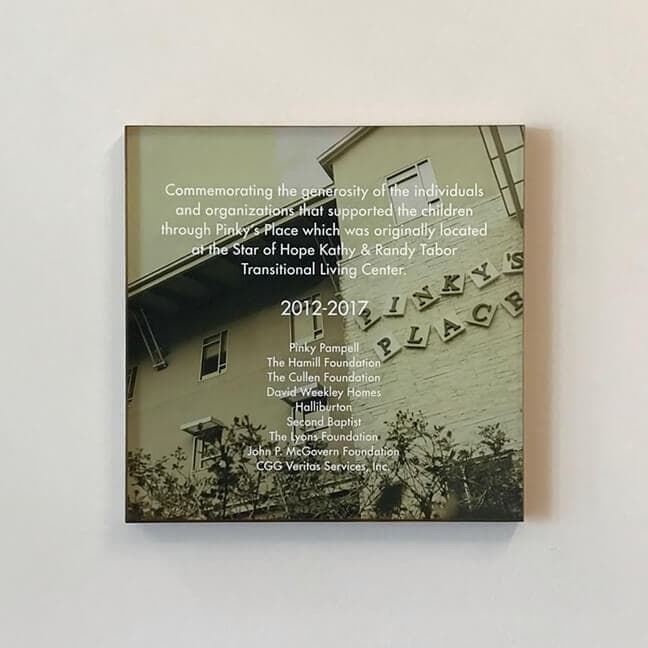 Commemorating the generosity of the individuals
and organizations that supported the children
through Pinky's Place which was originally located
at the Star of Hope Kathy & Randy Tabor
Transitional Living Center.
2012-2017
PINKY'S
PLACE
Pinky Pampell
The Hamill Foundation
The Cullen Foundation
David Weekley Homes
Halliburton
Second Baptist
The Lyons Foundation
John P. McGovern Foundation
CGG Veritas Services, Inc.